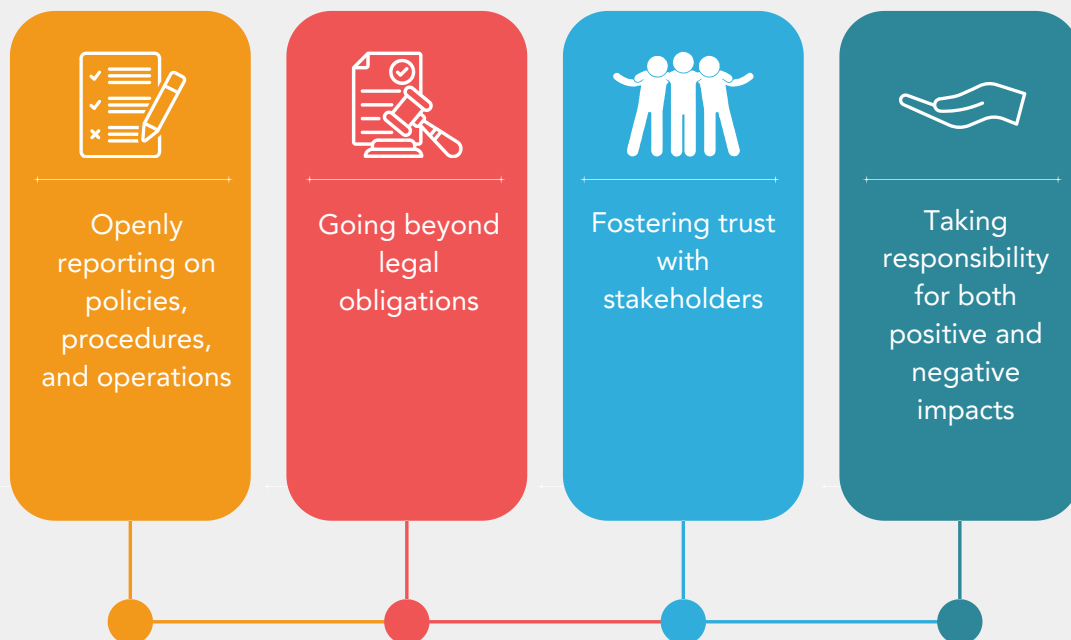 Openly
reporting on
policies,
procedures,
and operations
Going beyond
legal
obligations
Fostering trust
with
stakeholders
Taking
responsibility
for both
positive and
negative
impacts